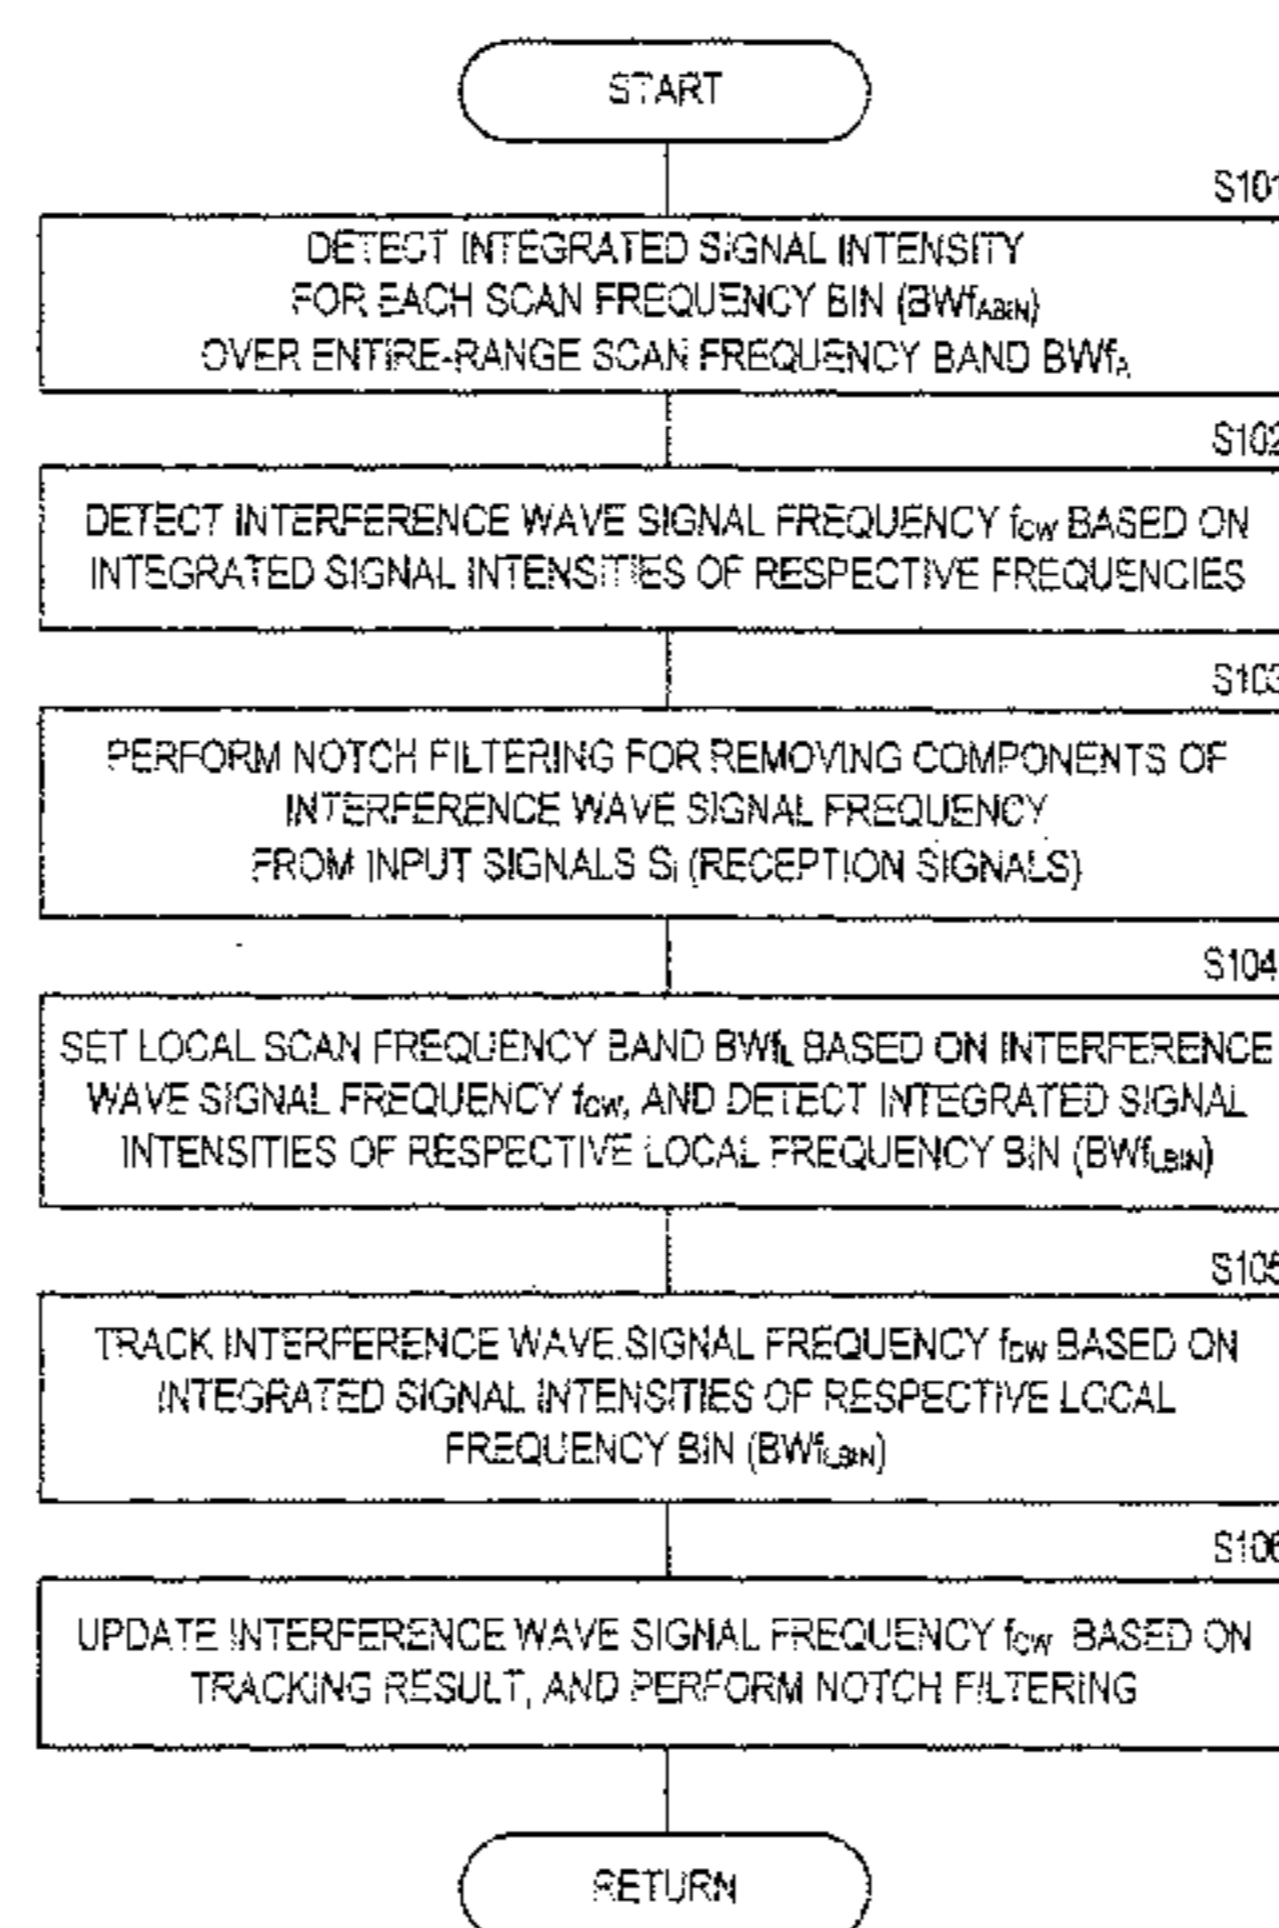 START
S101
DETECT INTEGRATED SIGNAL INTENSITY
FOR EACH SCAN FREQUENCY BIN (BWfABIN)
OVER ENTIRE-RANGE SCAN FREQUENCY BAND BWfA
S102
DETECT INTERFERENCE WAVE SIGNAL FREQUENCY fCW BASED ON
INTEGRATED SIGNAL INTENSITIES OF RESPECTIVE FREQUENCIES
S103
PERFORM NOTCH FILTERING FOR REMOVING COMPONENTS OF
INTERFERENCE WAVE SIGNAL FREQUENCY
FROM INPUT SIGNALS Si (RECEPTION SIGNALS)
S104
SET LOCAL SCAN FREQUENCY BAND BWfL BASED ON INTERFERENCE
WAVE SIGNAL FREQUENCY fCW, AND DETECT INTEGRATED SIGNAL
INTENSITIES OF RESPECTIVE LOCAL FREQUENCY BIN (BWfLBIN)
S105
TRACK INTERFERENCE WAVE SIGNAL FREQUENCY fCW BASED ON
INTEGRATED SIGNAL INTENSITIES OF RESPECTIVE LOCAL
FREQUENCY BIN (BWfLBIN)
S106
UPDATE INTERFERENCE WAVE SIGNAL FREQUENCY fCW BASED ON
TRACKING RESULT, AND PERFORM NOTCH FILTERING
RETURN